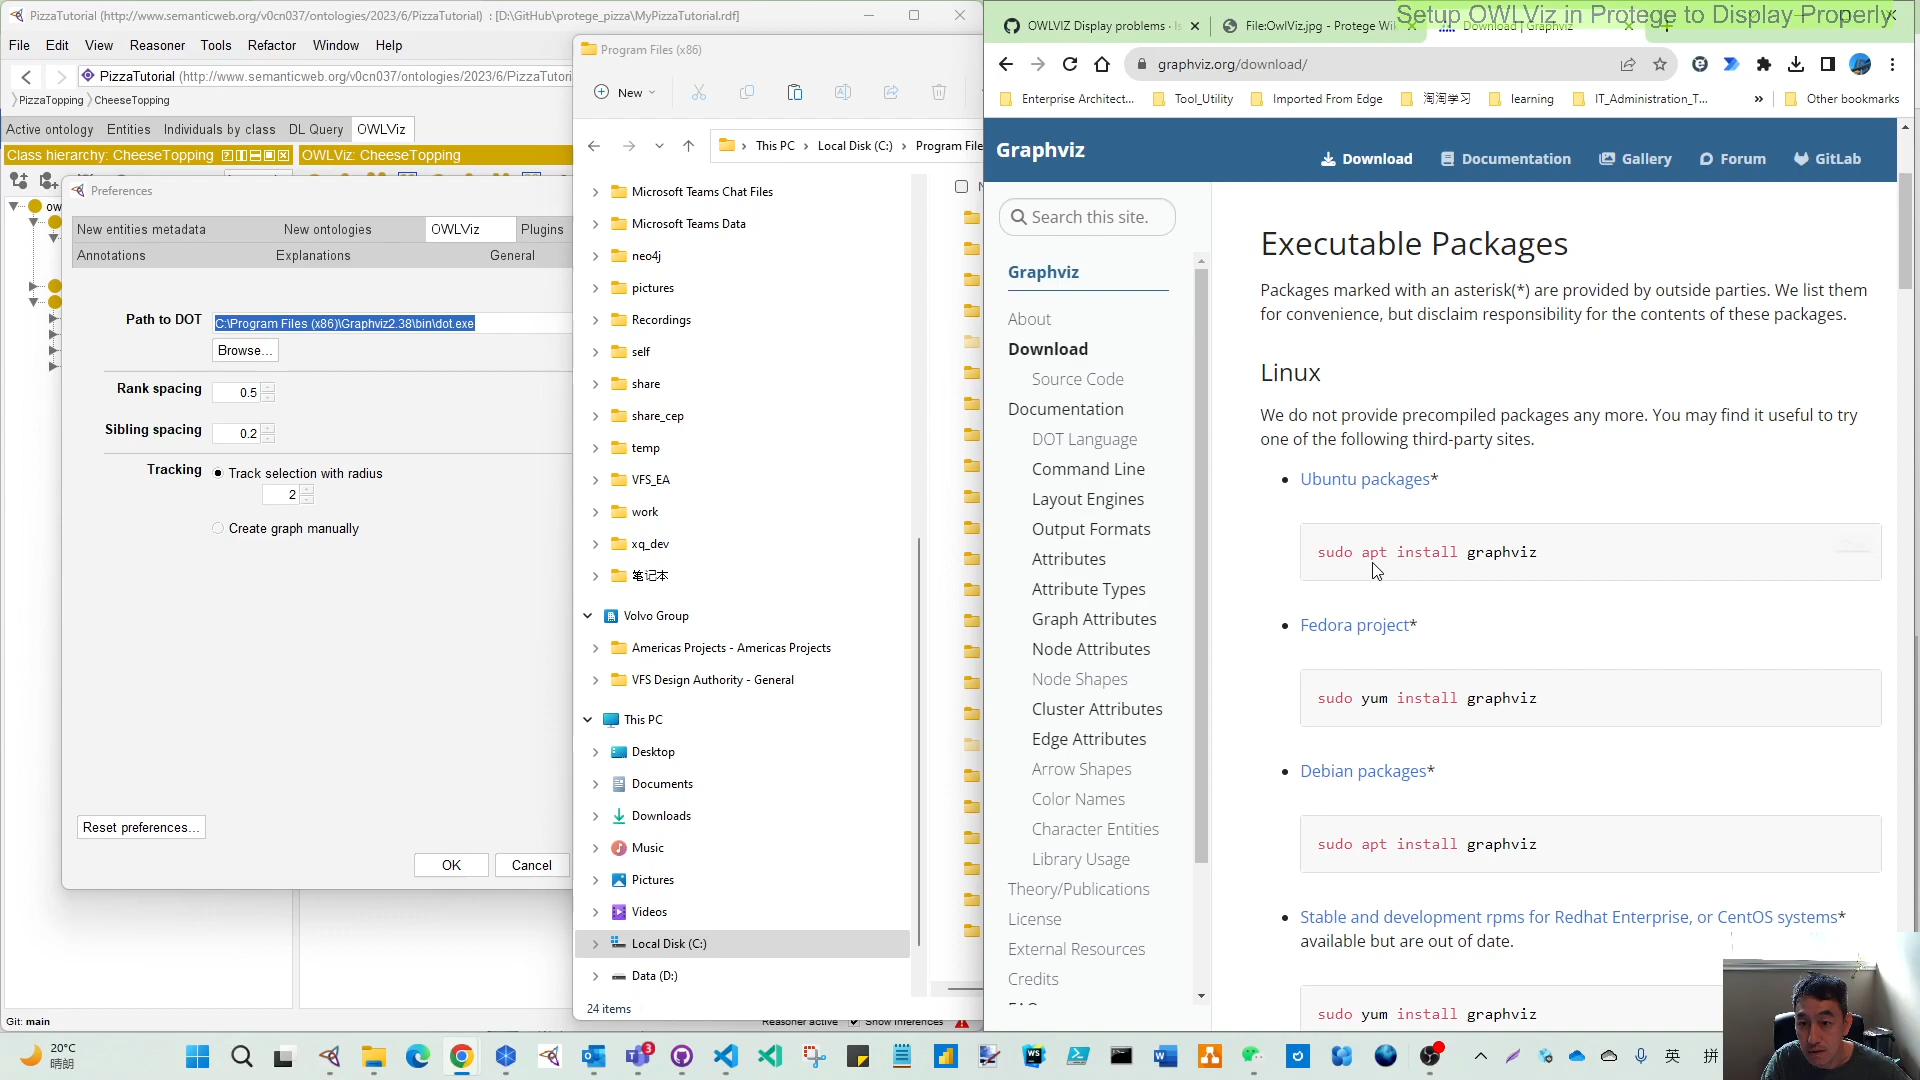 PizzaTutorial (http://www.semanticweb.org/v0cn037/ontologies/2023/6/PizzaTutorial) : [D:\GitHub\protege_pizza\MyPizzaTutorial.rdf]
File Edit View Reasoner Tools Refactor Window Help
PizzaTutorial (http://www.semanticweb.org/v0cn037/ontologies/2023/6/PizzaTutori
PizzaTopping CheeseTopping
Active ontology Entities Individuals by class DL Query OWLViz
Class hierarchy: CheeseTopping OWLViz: CheeseTopping
ow
Preferences
New entities metadata New ontologies OWLViz Plugins
Annotations Explanations General
Path to DOT C:\Program Files (x86)\Graphviz2.38\bin\dot.exe
Browse...
Rank spacing 0.5
Sibling spacing 0.2
Tracking Track selection with radius
2
Create graph manually
Reset preferences...
OK Cancel
Git: main
Reasoner active Show Inferences
Program Files (x86)
New
This PC Local Disk (C:) Program File
Microsoft Teams Chat Files
Microsoft Teams Data
neo4j
pictures
Recordings
self
share
share_cep
temp
VFS_EA
work
xq_dev
笔记本
Volvo Group
Americas Projects - Americas Projects
VFS Design Authority - General
This PC
Desktop
Documents
Downloads
Music
Pictures
Videos
Local Disk (C:)
Data (D:)
24 items
Setup OWLViz in Protege to Display Properly
OWLVIZ Display problems · Is File:OwlViz.jpg - Protege Wi Download | Graphviz
graphviz.org/download/
Enterprise Architect... Tool_Utility Imported From Edge 淘淘学习 learning IT_Administration_T... » Other bookmarks
Graphviz
Download Documentation Gallery Forum GitLab
Search this site.
Graphviz
About
Download
Source Code
Documentation
DOT Language
Command Line
Layout Engines
Output Formats
Attributes
Attribute Types
Graph Attributes
Node Attributes
Node Shapes
Cluster Attributes
Edge Attributes
Arrow Shapes
Color Names
Character Entities
Library Usage
Theory/Publications
License
External Resources
Credits
FAQ
Executable Packages
Packages marked with an asterisk(*) are provided by outside parties. We list them
for convenience, but disclaim responsibility for the contents of these packages.
Linux
We do not provide precompiled packages any more. You may find it useful to try
one of the following third-party sites.
Ubuntu packages*
sudo apt install graphviz
Fedora project*
sudo yum install graphviz
Debian packages*
sudo apt install graphviz
Stable and development rpms for Redhat Enterprise, or CentOS systems*
available but are out of date.
sudo yum install graphviz
20°C
晴朗
3
英 拼